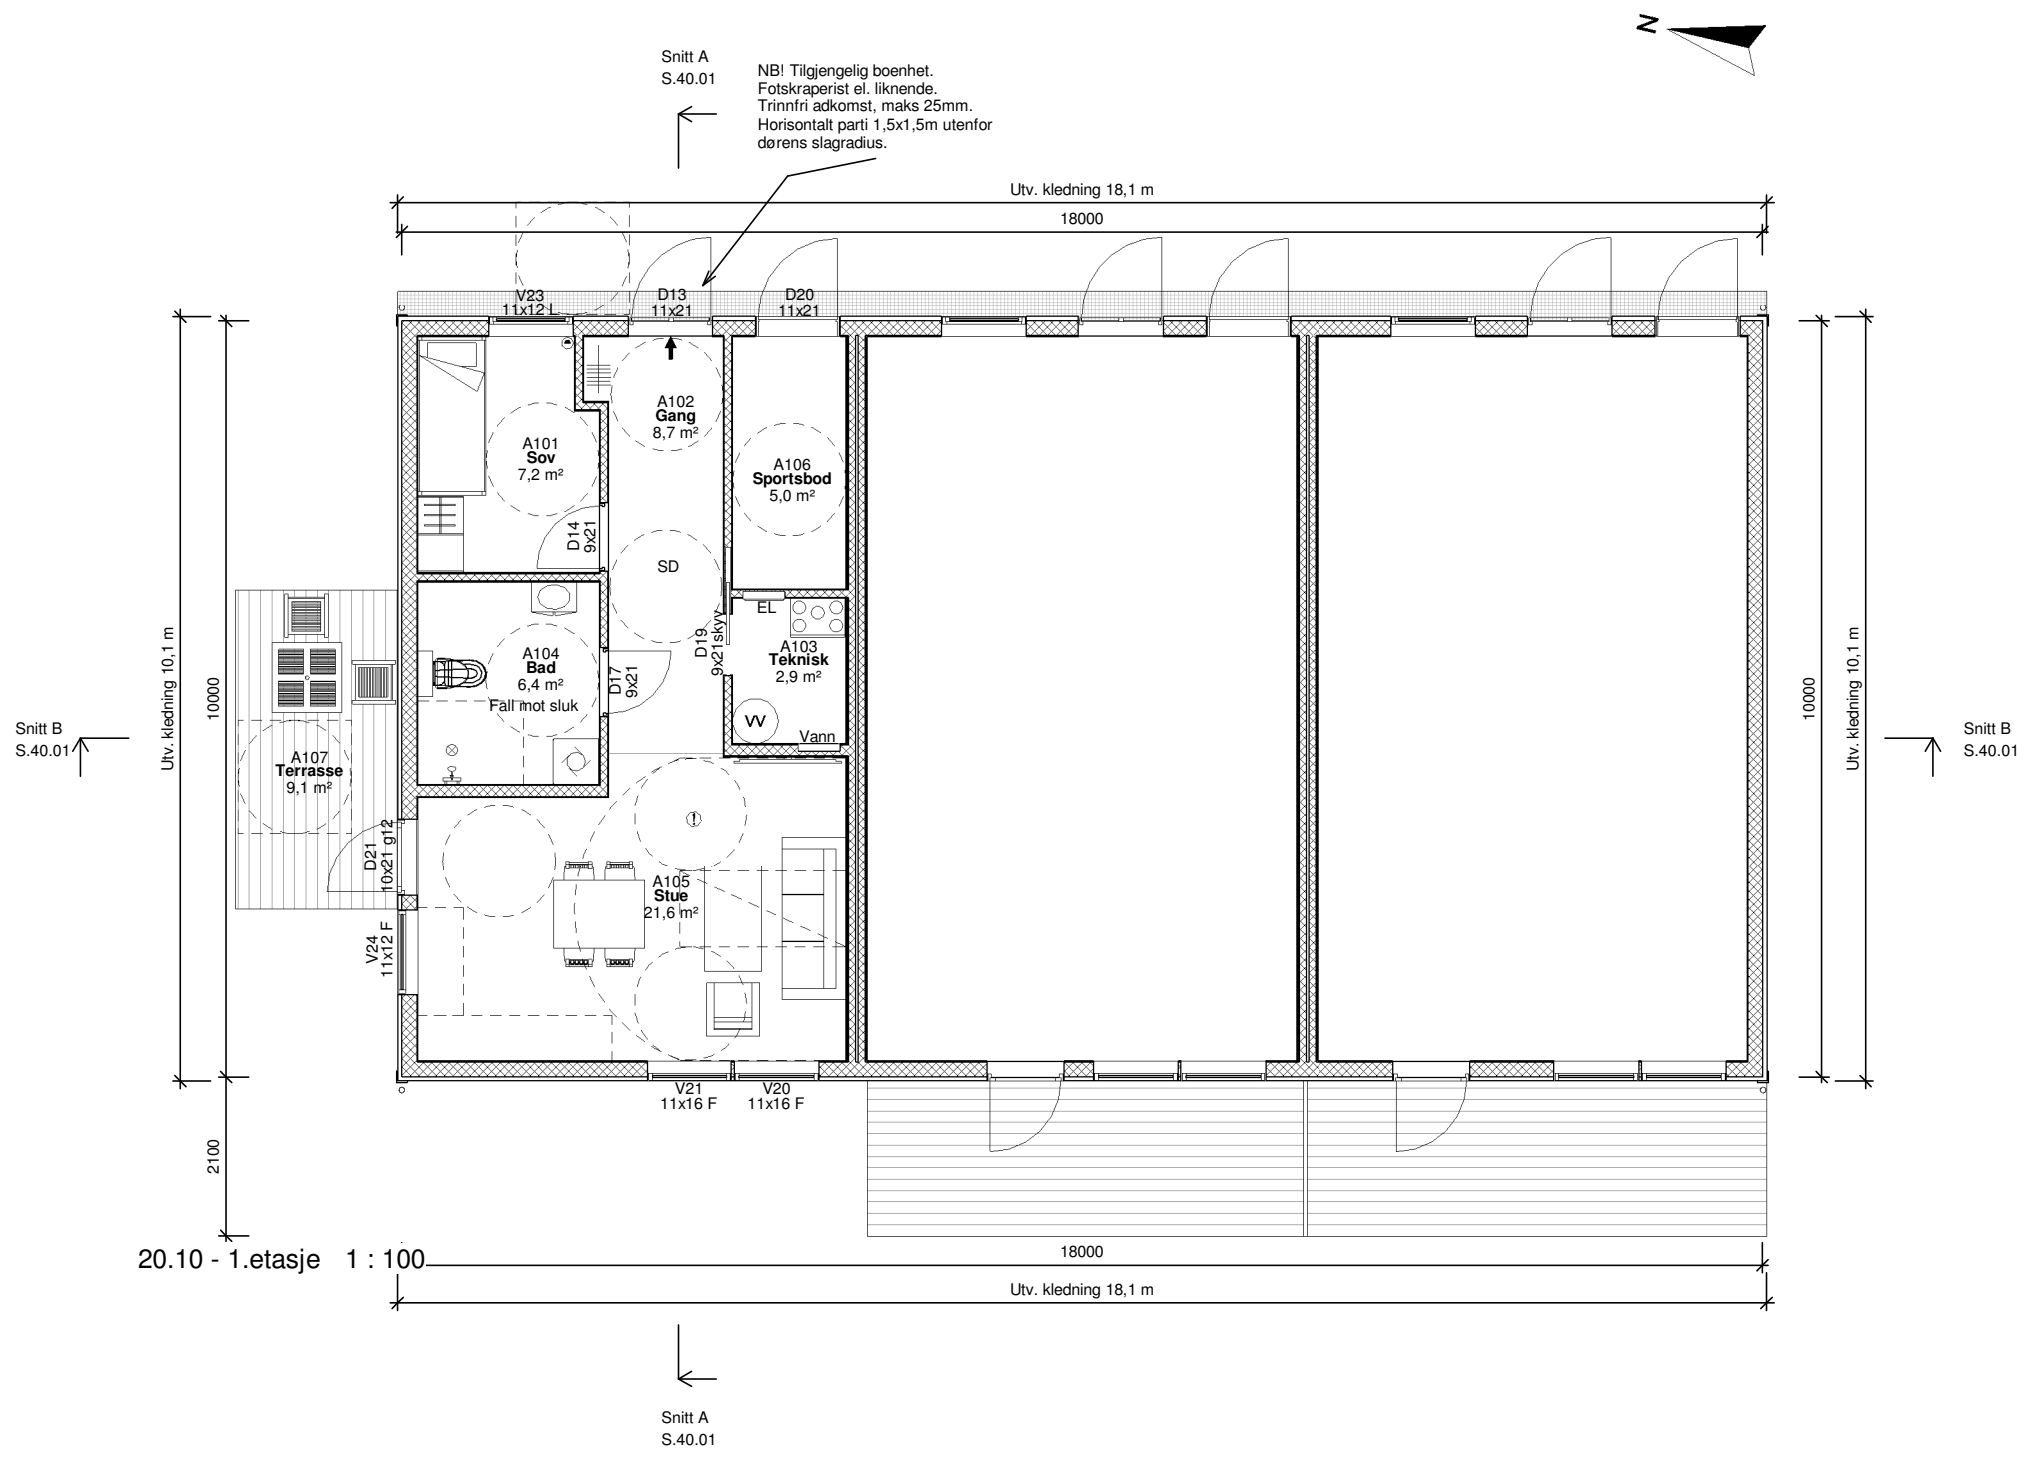 N
Snitt A
S.40.01
NB! Tilgjengelig boenhet.
Fotskraperist el. liknende.
Trinnfri adkomst, maks 25mm.
Horisontalt parti 1,5x1,5m utenfor
dørens slagradius.
Utv. kledning 18,1 m
18000
V23
11x12 L
D13
11x21
D20
11x21
A102
Gang
8,7 m²
A101
Sov
7,2 m²
A106
Sportsbod
5,0 m²
D14
9x21
SD
EL
D19
9x21skyv
A103
Teknisk
2,9 m²
A104
Bad
6,4 m²
Fall mot sluk
D17
9x21
VV
Vann
Utv. kledning 10,1 m
10000
10000
Utv. kledning 10,1 m
Snitt B
S.40.01
Snitt B
S.40.01
A107
Terrasse
9,1 m²
D21
10x21 g12
!
A105
Stue
21,6 m²
V24
11x12 F
V21
11x16 F
V20
11x16 F
2100
20.10 - 1.etasje 1 : 100
18000
Utv. kledning 18,1 m
Snitt A
S.40.01